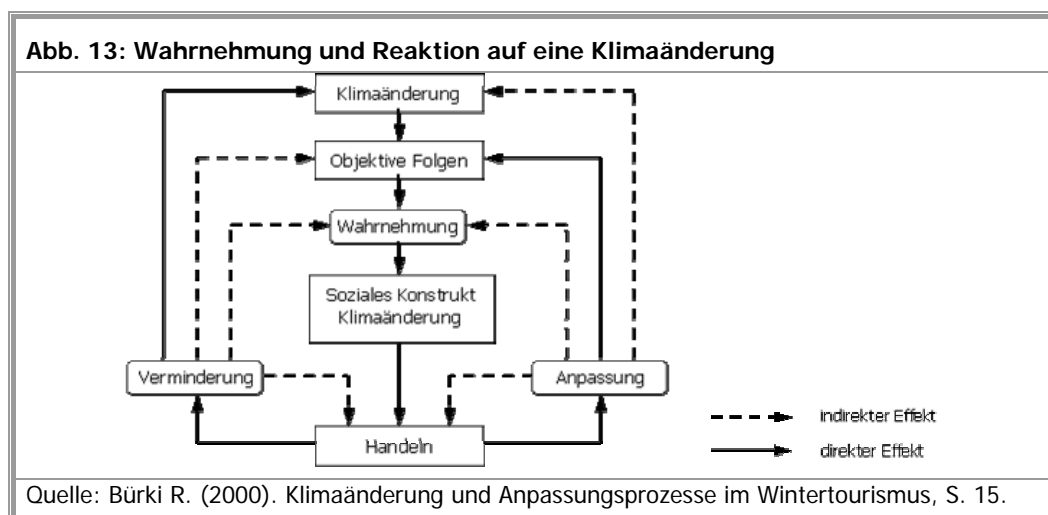 Abb. 13: Wahrnehmung und Reaktion auf eine Klimaänderung
Klimaänderung
Objektive Folgen
Wahrnehmung
Soziales Konstrukt
Klimaänderung
Verminderung
Anpassung
Handeln
indirekter Effekt
direkter Effekt
Quelle: Bürki R. (2000). Klimaänderung und Anpassungsprozesse im Wintertourismus, S. 15.